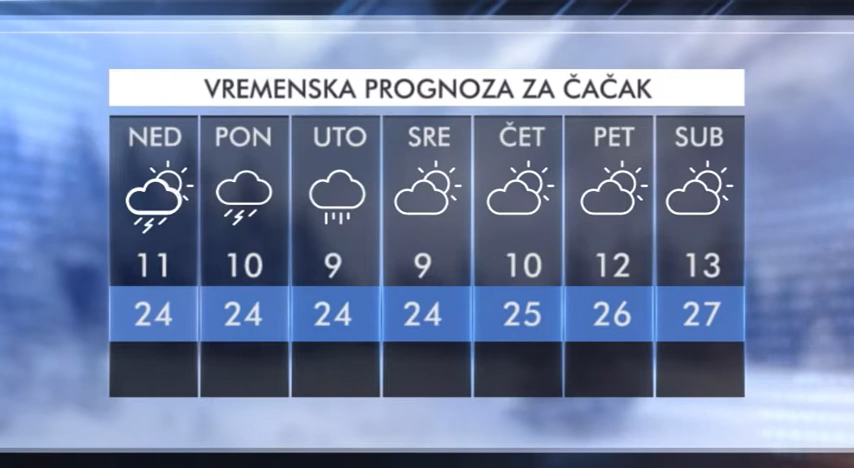 VREMENSKA PROGNOZA ZA ČAČAK
NED PON UTO SRE ČET PET SUB
11 10 9 9 10 12 13
24 24 24 24 25 26 27